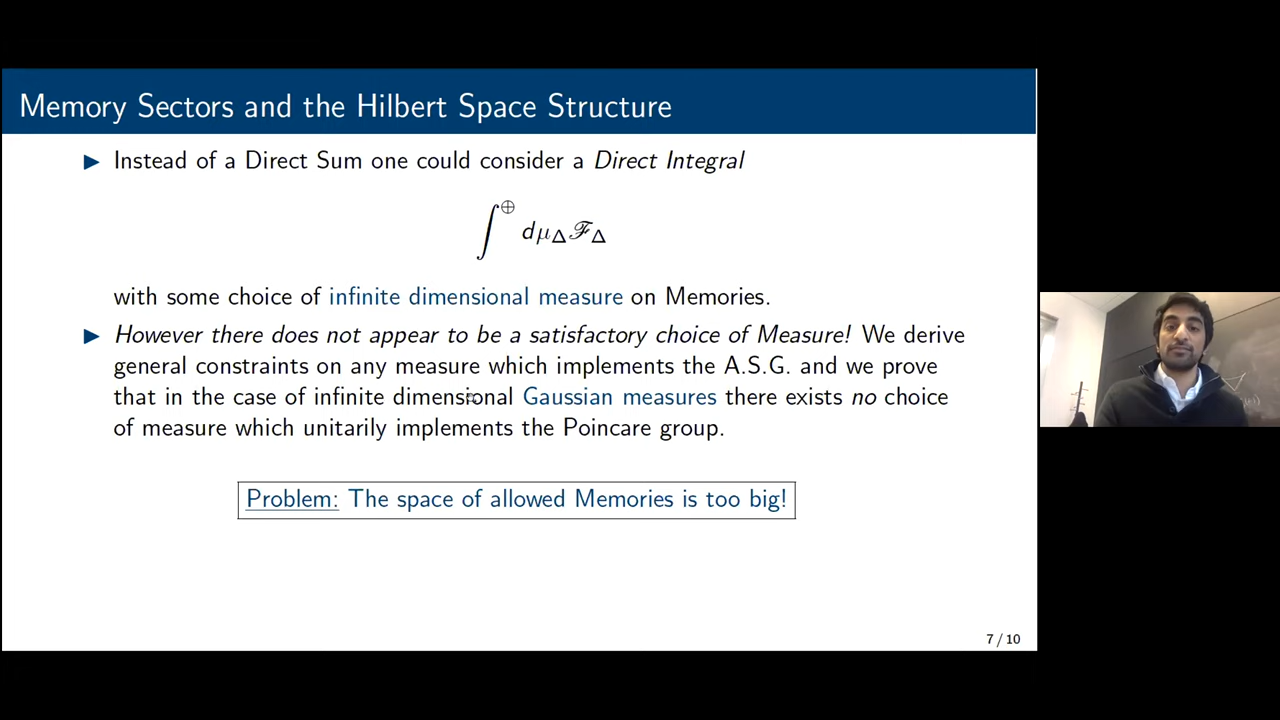 Memory Sectors and the Hilbert Space Structure
▶ Instead of a Direct Sum one could consider a Direct Integral
∫⊕ dμ_Δ ℱ_Δ
with some choice of infinite dimensional measure on Memories.
▶ However there does not appear to be a satisfactory choice of Measure! We derive
general constraints on any measure which implements the A.S.G. and we prove
that in the case of infinite dimensional Gaussian measures there exists no choice
of measure which unitarily implements the Poincare group.
Problem: The space of allowed Memories is too big!
7 / 10